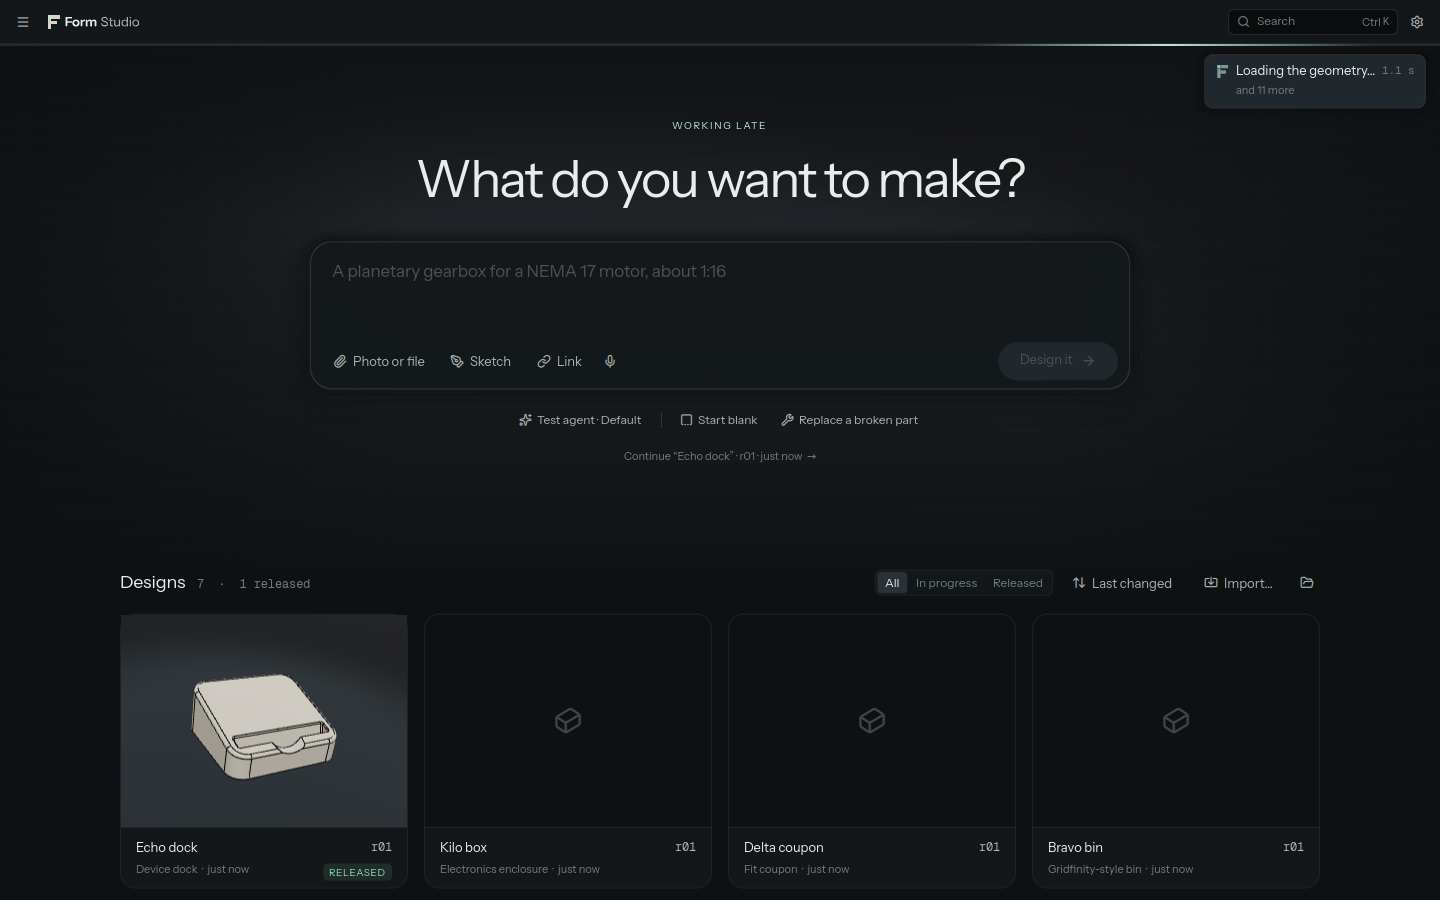 Form Studio
Search
Ctrl K
Loading the geometry... 1.1 s
and 11 more
WORKING LATE
What do you want to make?
A planetary gearbox for a NEMA 17 motor, about 1:16
Photo or file
Sketch
Link
Design it →
Test agent · Default
Start blank
Replace a broken part
Continue “Echo dock” · r01 · just now →
Designs 7 · 1 released
All
In progress
Released
Last changed
Import...
Echo dock r01
Device dock · just now
RELEASED
Kilo box r01
Electronics enclosure · just now
Delta coupon r01
Fit coupon · just now
Bravo bin r01
Gridfinity-style bin · just now